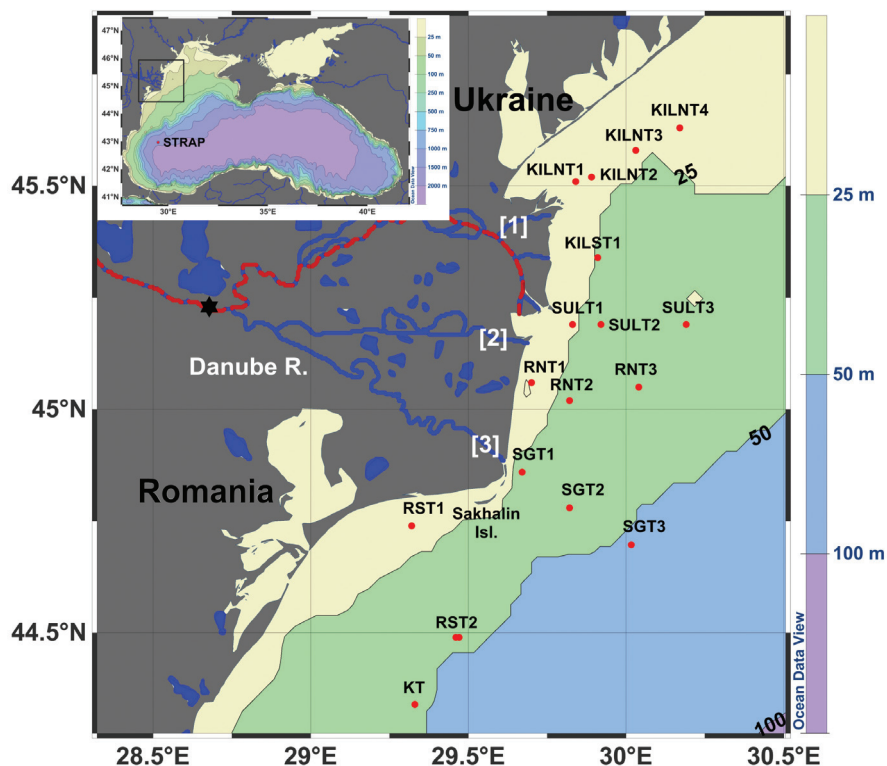 47°N
46°N
45°N
44°N
43°N
42°N
41°N
STRAP
30°E
35°E
40°E
25 m
50 m
100 m
250 m
500 m
750 m
1000 m
1500 m
2000 m
Ocean Data View
Ukraine
KILNT4
KILNT3
KILNT1
KILNT2
25
45.5°N
[1]
KILST1
25 m
SULT1
SULT2
SULT3
[2]
Danube R.
RNT1
RNT2
RNT3
50 m
45°N
[3]
50
SGT1
Romania
SGT2
RST1
Sakhalin
Isl.
SGT3
100 m
44.5°N
RST2
KT
100
Ocean Data View
28.5°E
29°E
29.5°E
30°E
30.5°E